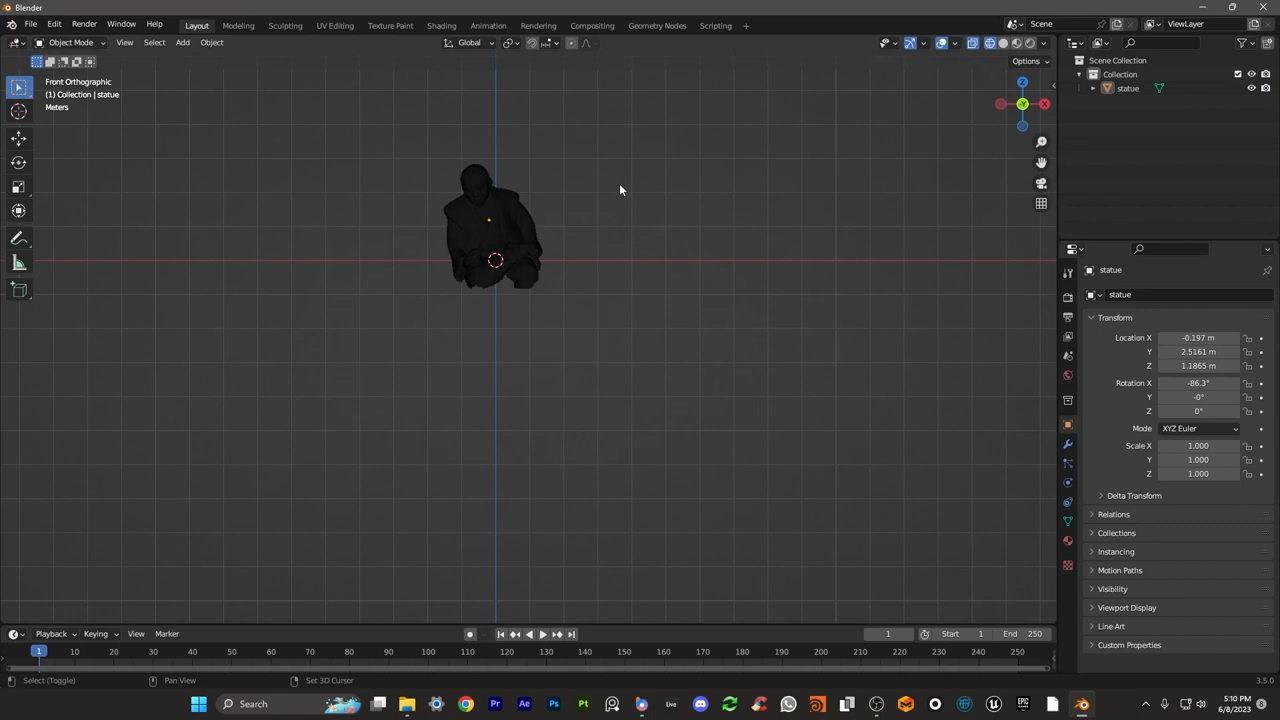 Blender
File Edit Render Window Help Layout Modeling Sculpting UV Editing Texture Paint Shading Animation Rendering Compositing Geometry Nodes Scripting + Scene ViewLayer
Object Mode View Select Add Object Global
Options
Front Orthographic
(1) Collection | statue
Meters
Z
Y
X
Scene Collection
Collection
statue
statue
statue
Transform
Location X -0.197 m
Y 2.5161 m
Z 1.1865 m
Rotation X -86.3°
Y -0°
Z 0°
Mode XYZ Euler
Scale X 1.000
Y 1.000
Z 1.000
Delta Transform
Relations
Collections
Instancing
Motion Paths
Visibility
Viewport Display
Line Art
Custom Properties
Playback Keying View Marker 1 Start 1 End 250
1 10 20 30 40 50 60 70 80 90 100 110 120 130 140 150 160 170 180 190 200 210 220 230 240 250
Select (Toggle) Pan View Set 3D Cursor 3.5.0
Search Pr Ae Ps Pt Live EPIC 5:10 PM
6/8/2023